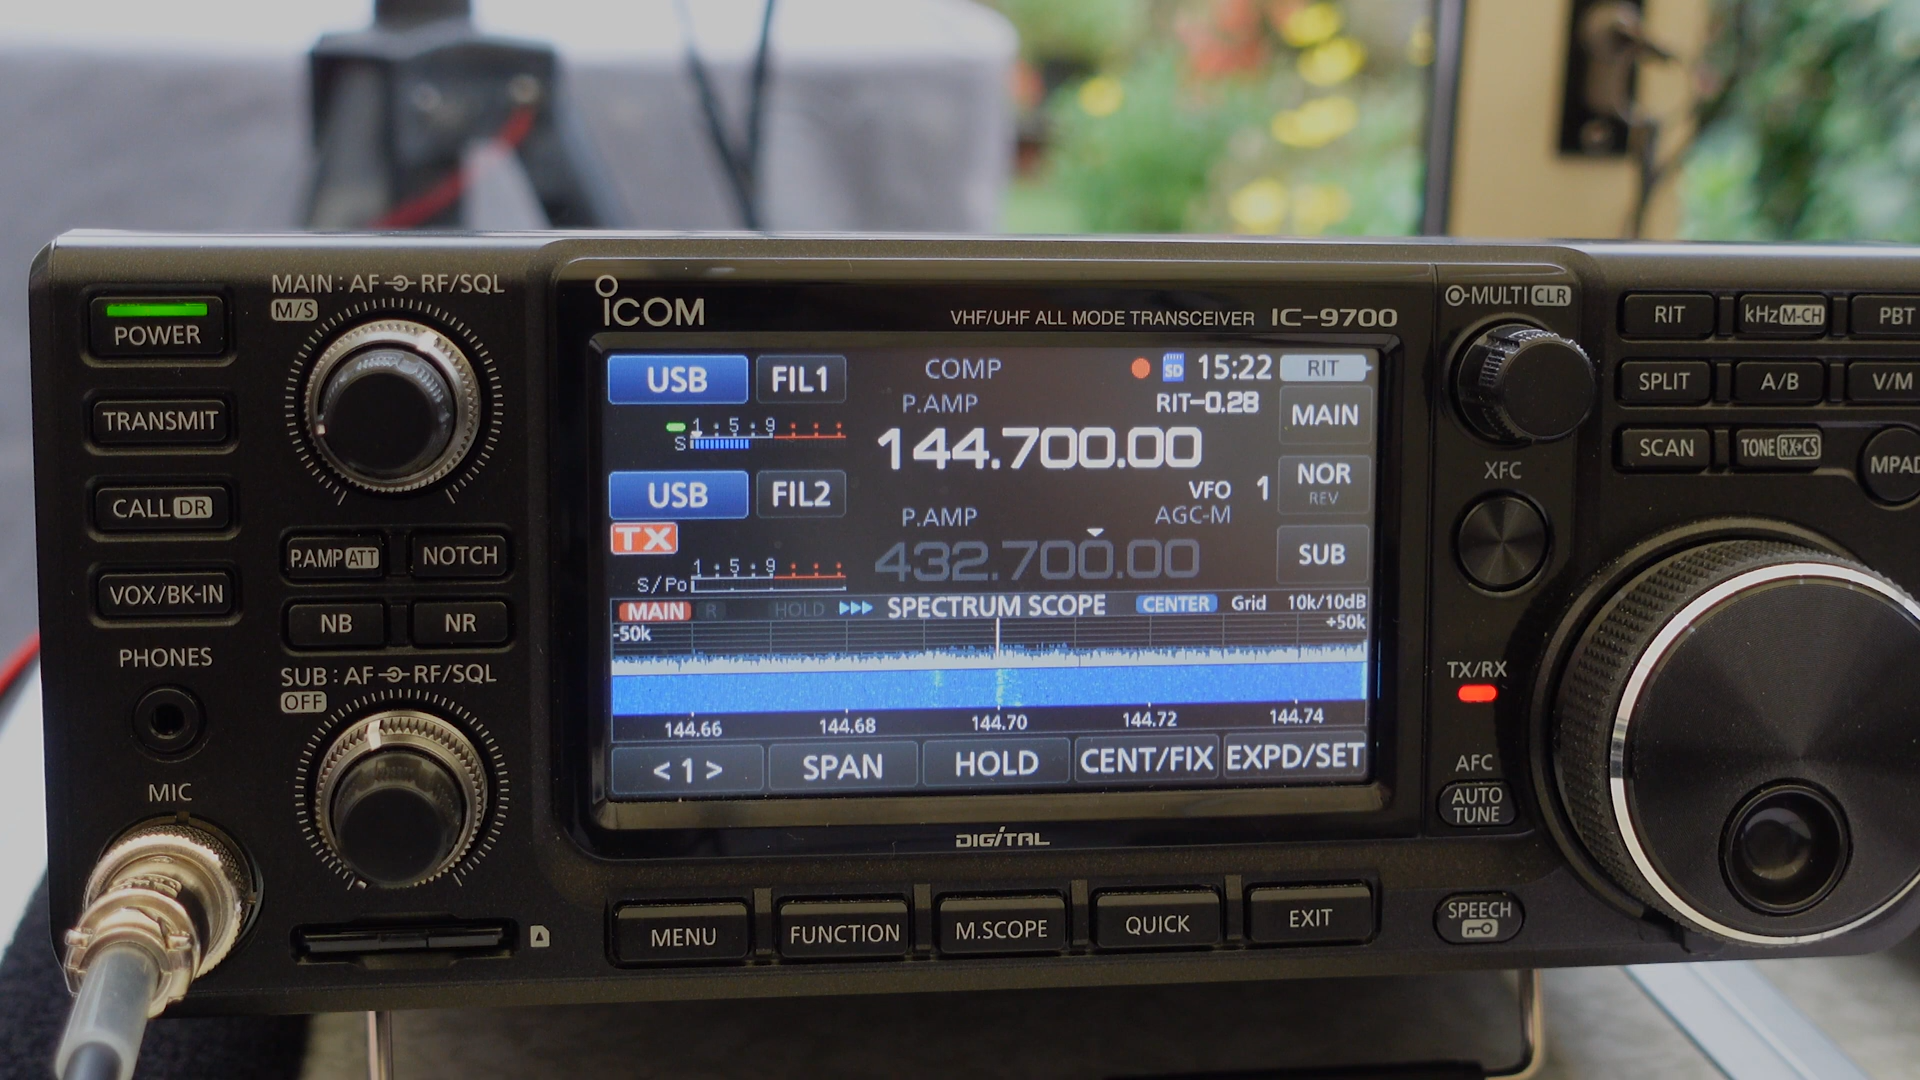 MAIN : AF RF/SQL
M/S
POWER
TRANSMIT
CALL DR
VOX/BK-IN
P.AMP ATT
NOTCH
NB
NR
PHONES
SUB : AF RF/SQL
OFF
MIC
ICOM
VHF/UHF ALL MODE TRANSCEIVER IC-9700
USB FIL1 COMP SD 15:22 RIT
P.AMP RIT-0.28 MAIN
1 : 5 : 9
S
144.700.00
USB FIL2 VFO 1 NOR
REV
P.AMP AGC-M
TX
432.700.00 SUB
1 : 5 : 9
S/Po
MAIN R HOLD SPECTRUM SCOPE CENTER Grid 10k/10dB
-50k +50k
144.66 144.68 144.70 144.72 144.74
< 1 > SPAN HOLD CENT/FIX EXPD/SET
DIGITAL
MENU FUNCTION M.SCOPE QUICK EXIT
MULTI CLR
RIT kHz M-CH PBT
SPLIT A/B V/M
SCAN TONE RX→CS MPAD
XFC
TX/RX
AFC
AUTO
TUNE
SPEECH